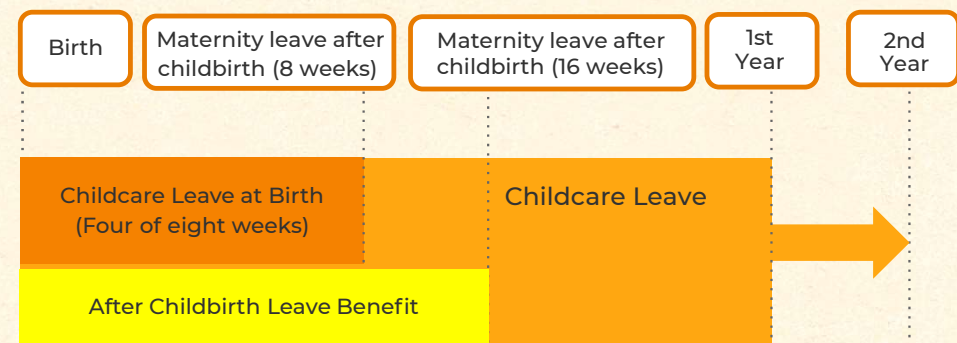 Birth
Maternity leave after
childbirth (8 weeks)
Maternity leave after
childbirth (16 weeks)
1st
Year
2nd
Year
Childcare Leave at Birth
(Four of eight weeks)
Childcare Leave
After Childbirth Leave Benefit